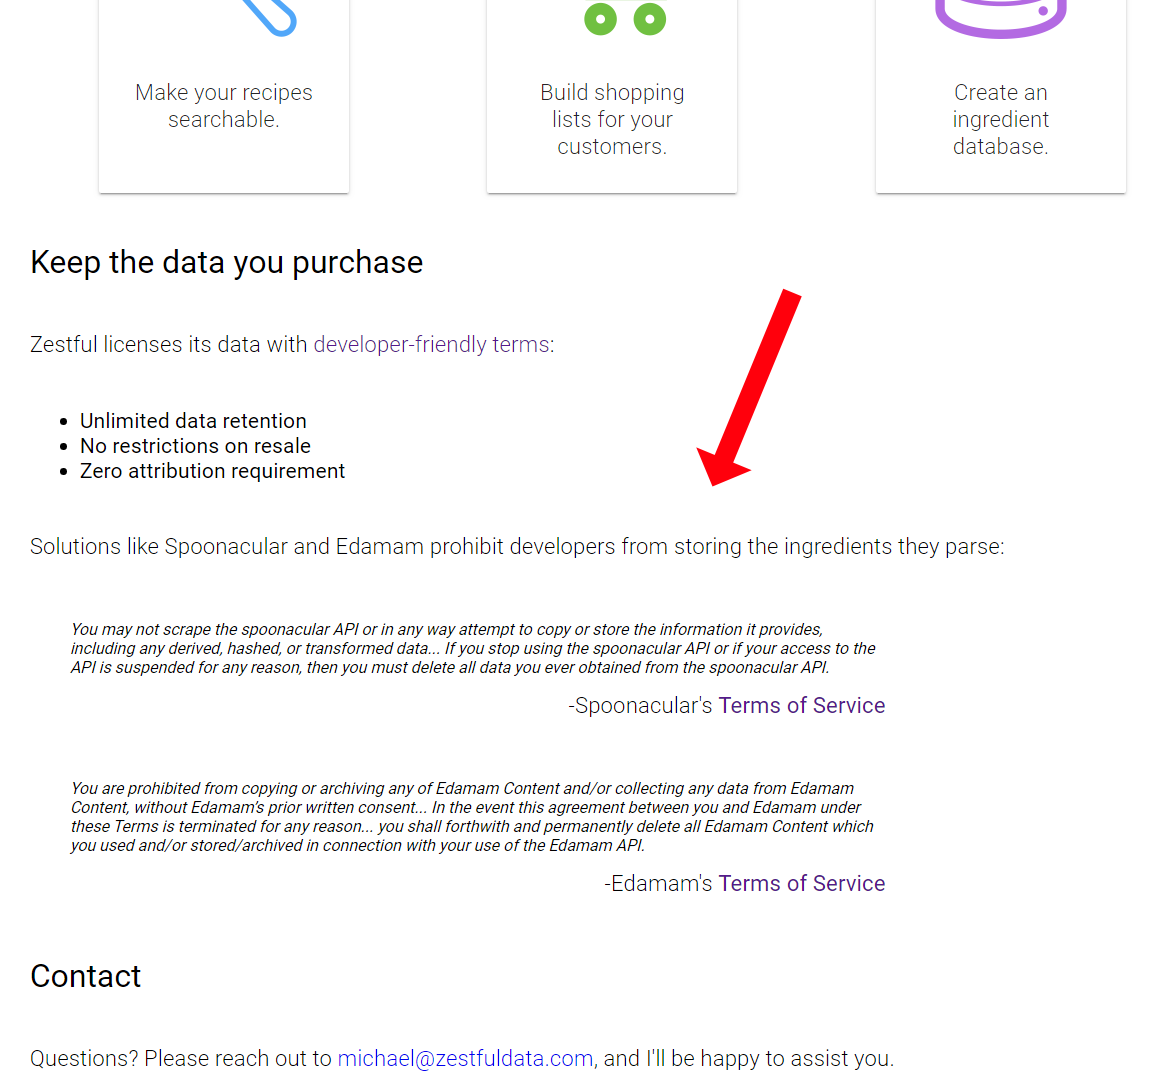 Make your recipes
searchable.
Build shopping
lists for your
customers.
Create an
ingredient
database.
Keep the data you purchase
Zestful licenses its data with developer-friendly terms:
Unlimited data retention
No restrictions on resale
Zero attribution requirement
Solutions like Spoonacular and Edamam prohibit developers from storing the ingredients they parse:
You may not scrape the spoonacular API or in any way attempt to copy or store the information it provides,
including any derived, hashed, or transformed data... If you stop using the spoonacular API or if your access to the
API is suspended for any reason, then you must delete all data you ever obtained from the spoonacular API.
-Spoonacular's Terms of Service
You are prohibited from copying or archiving any of Edamam Content and/or collecting any data from Edamam
Content, without Edamam's prior written consent... In the event this agreement between you and Edamam under
these Terms is terminated for any reason... you shall forthwith and permanently delete all Edamam Content which
you used and/or stored/archived in connection with your use of the Edamam API.
-Edamam's Terms of Service
Contact
Questions? Please reach out to michael@zestfuldata.com, and I'll be happy to assist you.